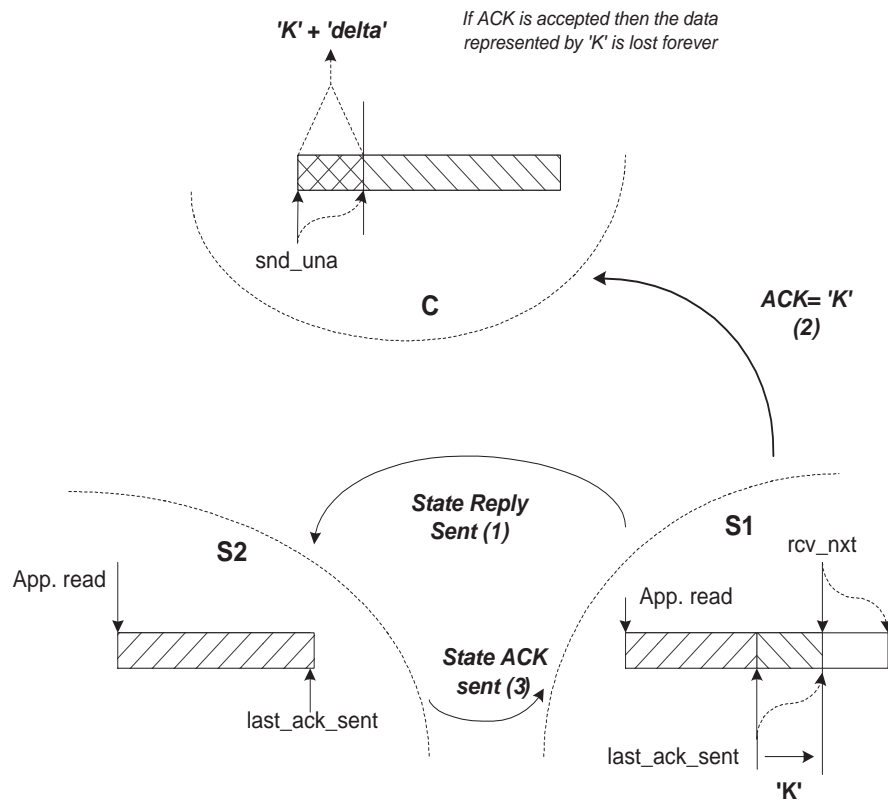 'K' + 'delta'
If ACK is accepted then the data
represented by 'K' is lost forever
snd_una
C
ACK= 'K'
(2)
State Reply
Sent (1)
S2
S1
rcv_nxt
App. read
App. read
State ACK
sent (3)
last_ack_sent
last_ack_sent
'K'